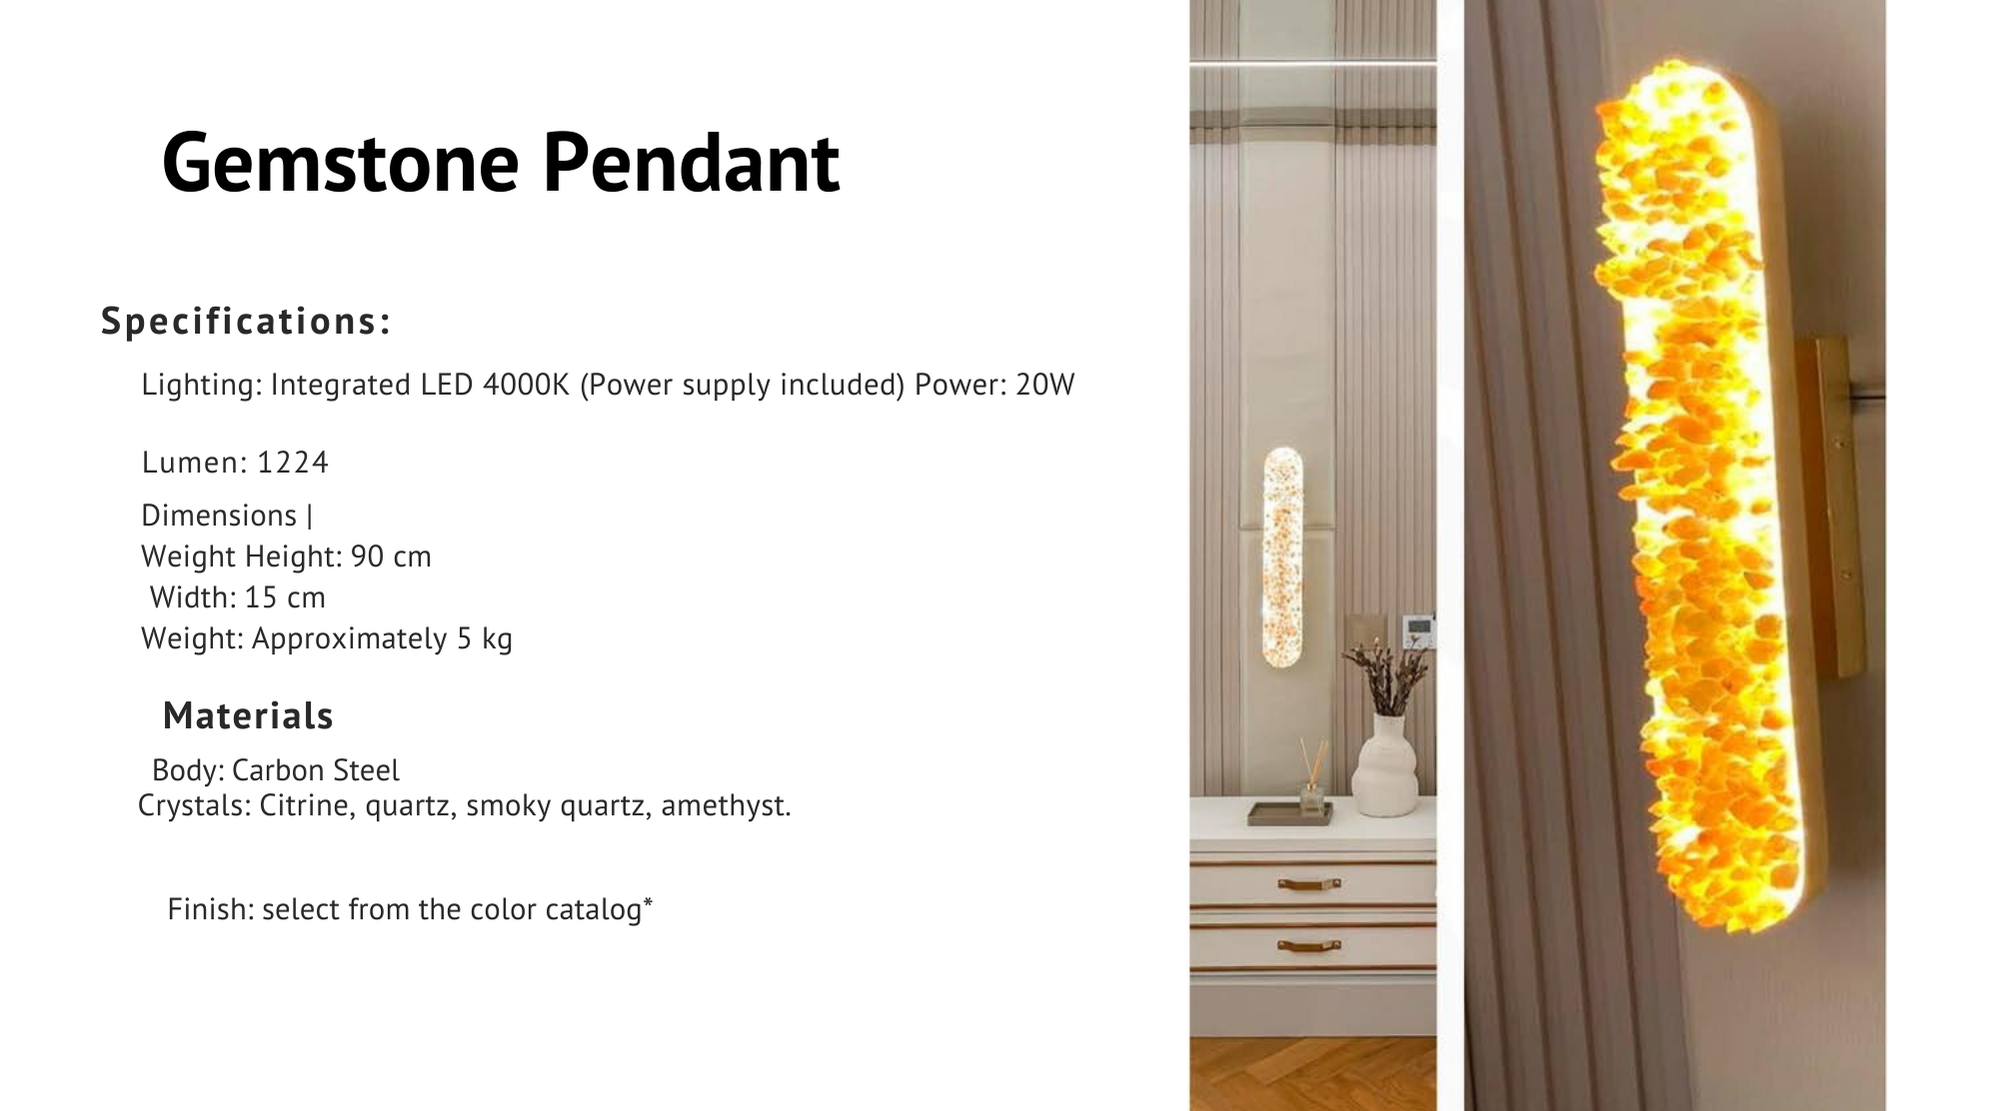 Gemstone Pendant
Specifications:
Lighting: Integrated LED 4000K (Power supply included) Power: 20W
Lumen: 1224
Dimensions |
Weight Height: 90 cm
Width: 15 cm
Weight: Approximately 5 kg
Materials
Body: Carbon Steel
Crystals: Citrine, quartz, smoky quartz, amethyst.
Finish: select from the color catalog*